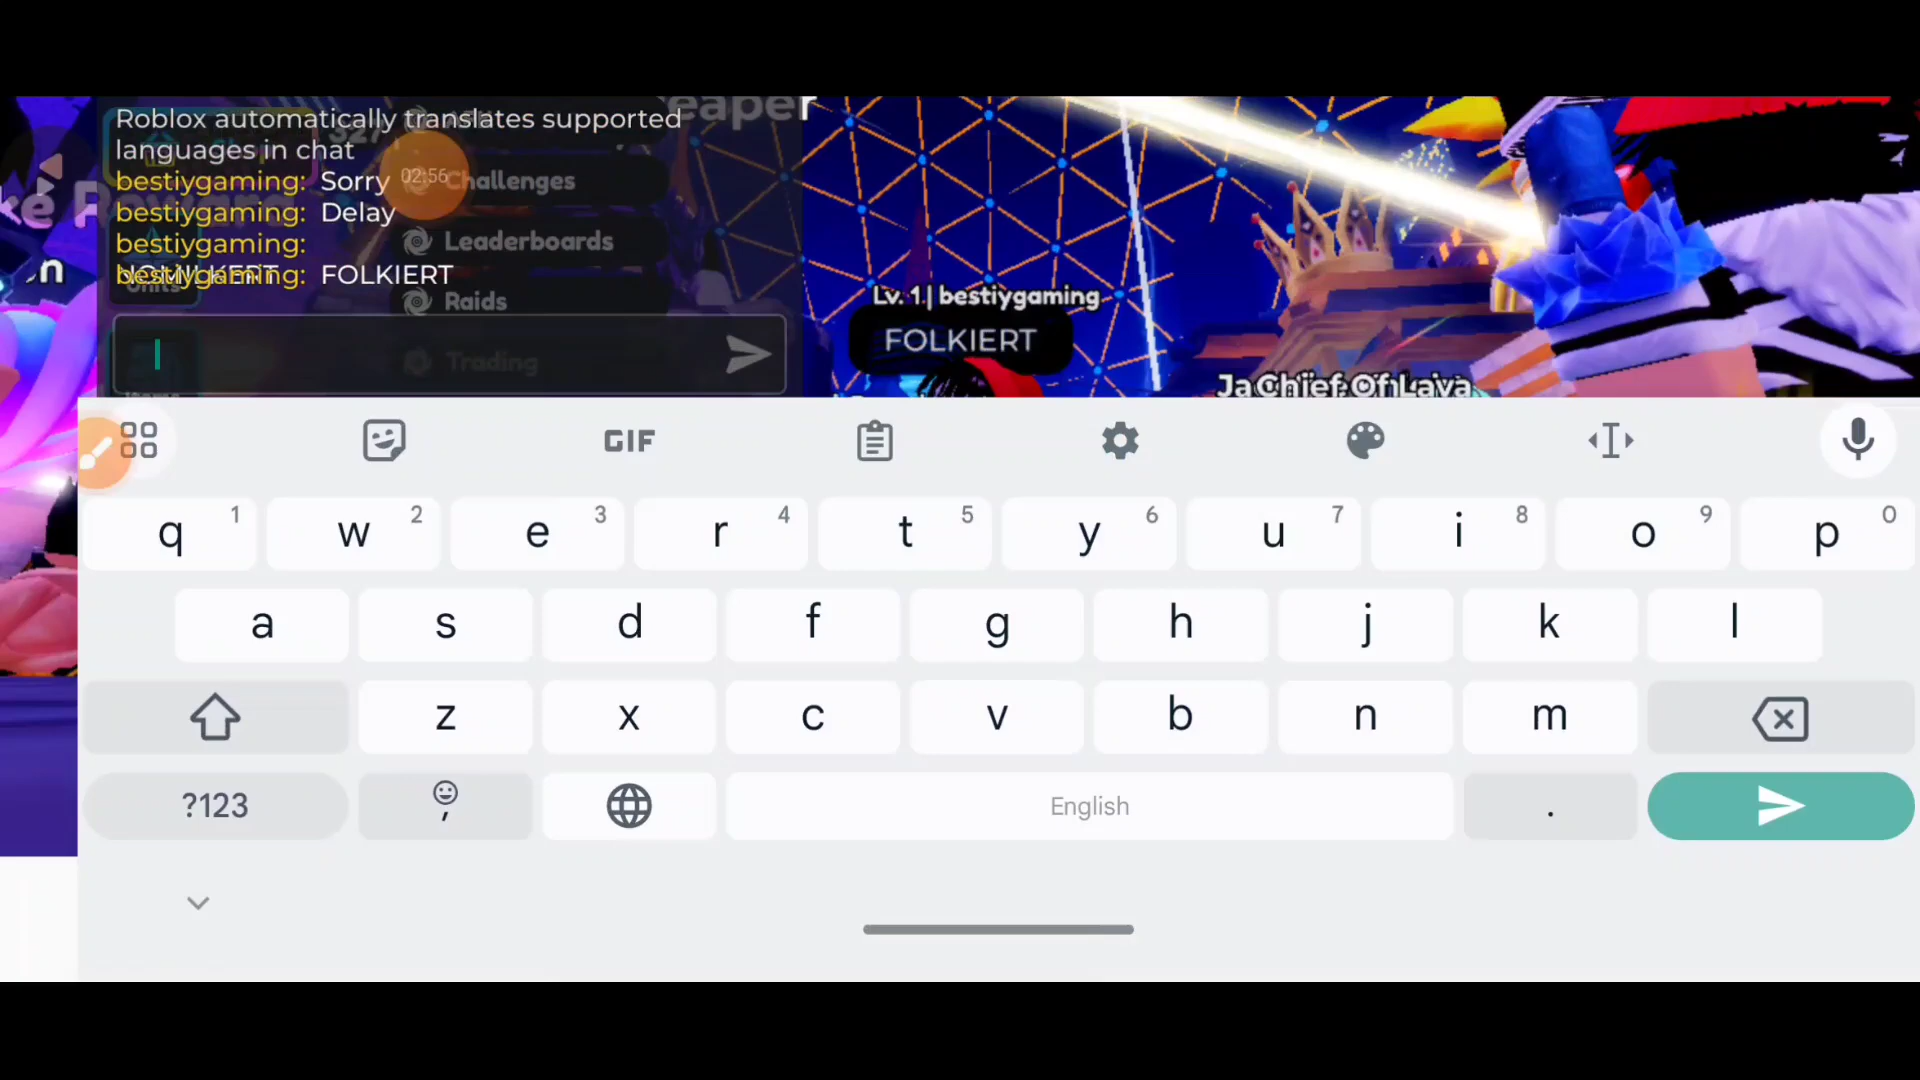 Roblox automatically translates supported
languages in chat
bestiygaming: Sorry
02:56
Challenges
bestiygaming: Delay
bestiygaming:
Leaderboards
bestiygaming: FOLKIERT
Raids
Trading
Lv. 1 | bestiygaming
FOLKIERT
GIF
q 1 w 2 e 3 r 4 t 5 y 6 u 7 i 8 o 9 p 0
a s d f g h j k l
z x c v b n m
?123 , English .